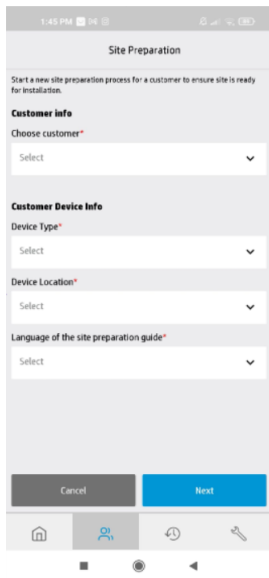 1:45 PM
Site Preparation
Start a new site preparation process for a customer to ensure site is ready
for installation.
Customer info
Choose customer*
Select
Customer Device Info
Device Type*
Select
Device Location*
Select
Language of the site preparation guide*
Select
Cancel
Next